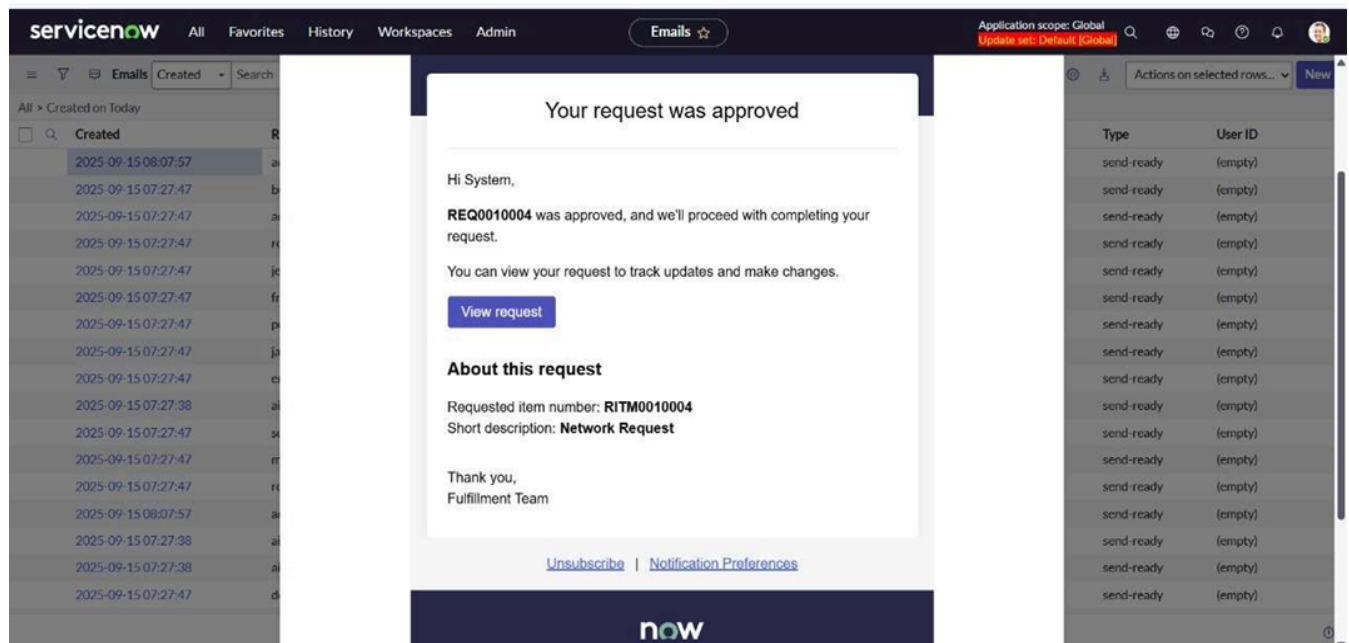 servicenow All Favorites History Workspaces Admin Emails Application scope: Global
Update set: Default [Global]
Emails Created Search Actions on selected rows... New
All > Created on Today
Created Type User ID
2025-09-15 08:07:57 send-ready (empty)
2025-09-15 07:27:47 send-ready (empty)
2025-09-15 07:27:47 send-ready (empty)
2025-09-15 07:27:47 send-ready (empty)
2025-09-15 07:27:47 send-ready (empty)
2025-09-15 07:27:47 send-ready (empty)
2025-09-15 07:27:47 send-ready (empty)
2025-09-15 07:27:47 send-ready (empty)
2025-09-15 07:27:47 send-ready (empty)
2025-09-15 07:27:38 send-ready (empty)
2025-09-15 07:27:47 send-ready (empty)
2025-09-15 07:27:47 send-ready (empty)
2025-09-15 07:27:47 send-ready (empty)
2025-09-15 08:07:57 send-ready (empty)
2025-09-15 07:27:38 send-ready (empty)
2025-09-15 07:27:38 send-ready (empty)
2025-09-15 07:27:47 send-ready (empty)
Your request was approved
Hi System,
REQ0010004 was approved, and we'll proceed with completing your
request.
You can view your request to track updates and make changes.
View request
About this request
Requested item number: RITM0010004
Short description: Network Request
Thank you,
Fulfillment Team
Unsubscribe | Notification Preferences
now